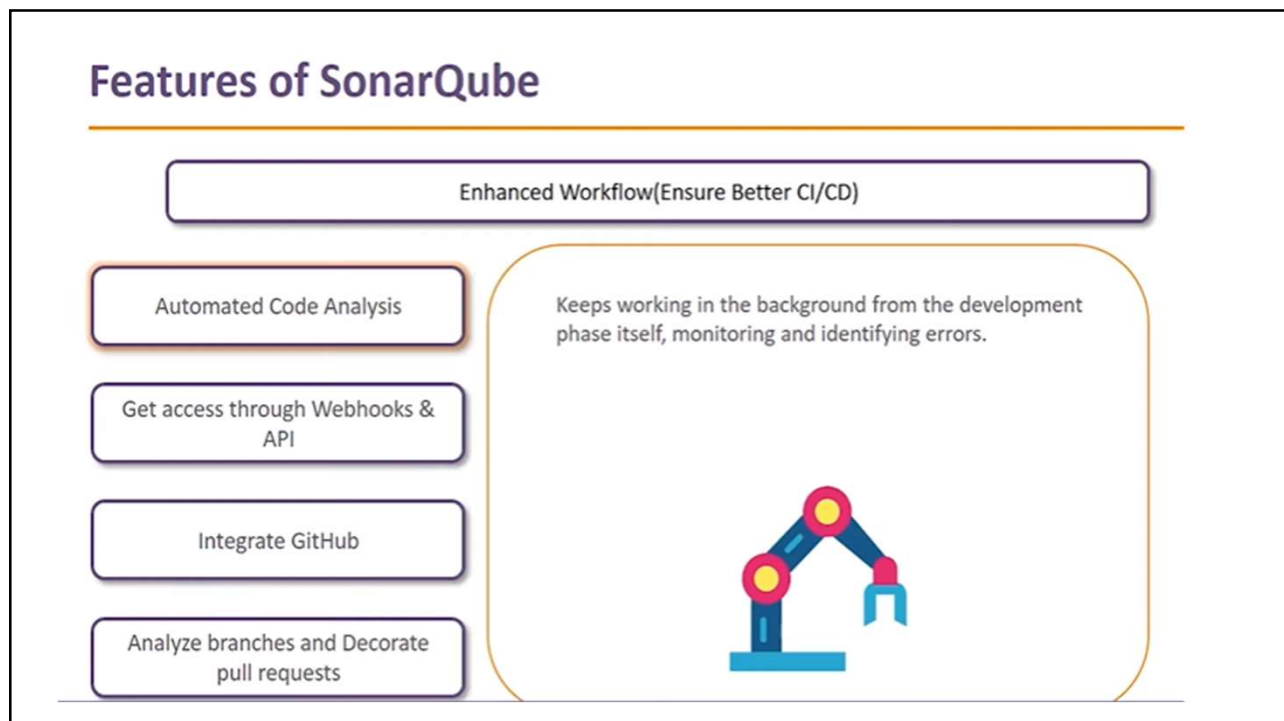 Features of SonarQube
Enhanced Workflow(Ensure Better CI/CD)
Automated Code Analysis
Get access through Webhooks &
API
Integrate GitHub
Analyze branches and Decorate
pull requests
Keeps working in the background from the development
phase itself, monitoring and identifying errors.